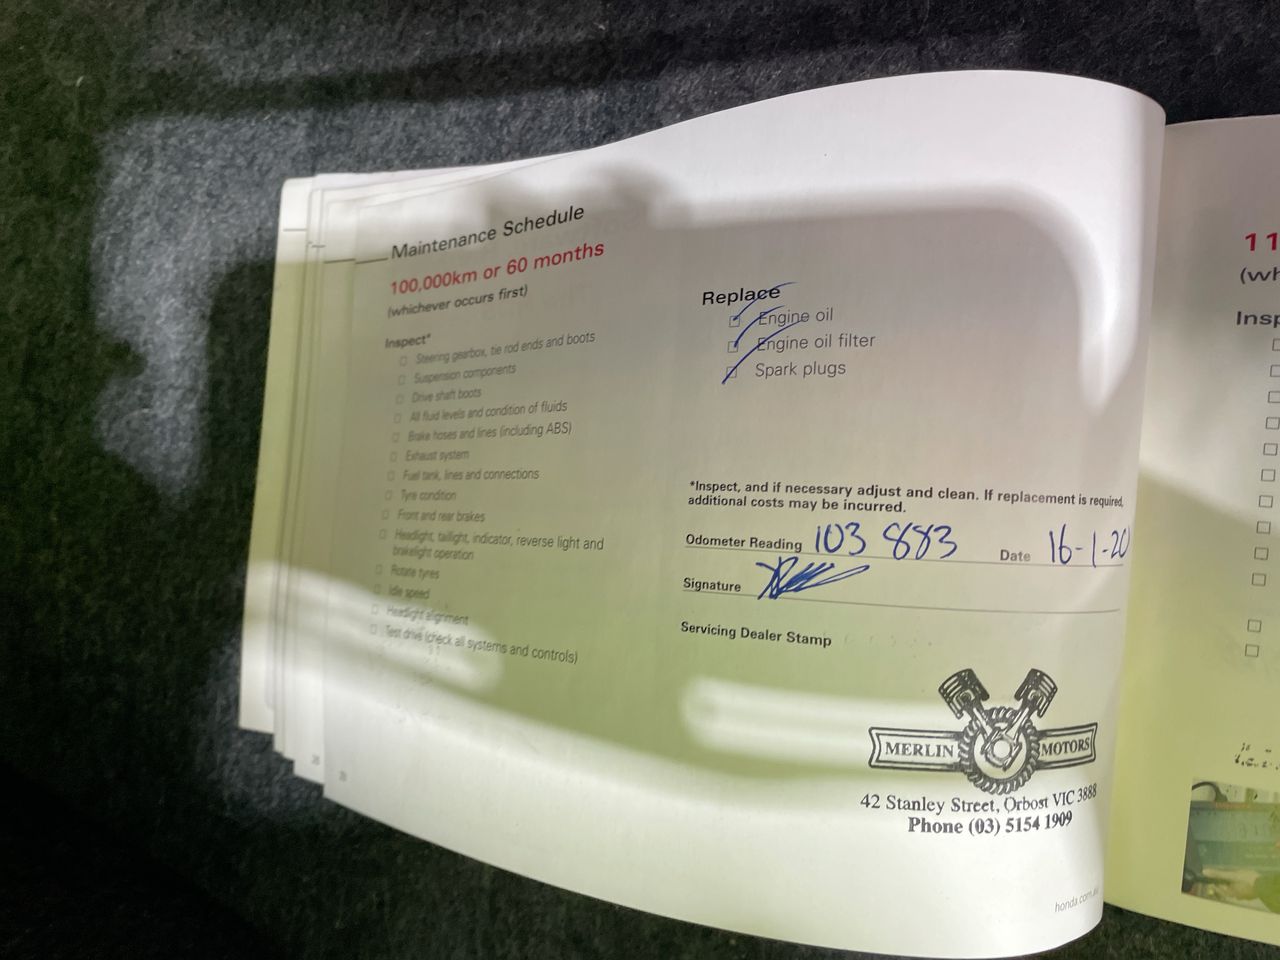 Maintenance Schedule
100,000km or 60 months
(whichever occurs first)
Inspect*
Steering gearbox, tie rod ends and boots
Suspension components
Drive shaft boots
All fluid levels and condition of fluids
Brake hoses and lines (including ABS)
Exhaust system
Fuel tank, lines and connections
Tyre condition
Front and rear brakes
Headlight, taillight, indicator, reverse light and
brakelight operation
Rotate tyres
Idle speed
Headlight alignment
Test drive (check all systems and controls)
Replace
Engine oil
Engine oil filter
Spark plugs
*Inspect, and if necessary adjust and clean. If replacement is required,
additional costs may be incurred.
Odometer Reading 103 883 Date 16-1-20
Signature
Servicing Dealer Stamp
MERLIN MOTORS
42 Stanley Street, Orbost VIC 3888
Phone (03) 5154 1909
honda.com.au
11
(wh
Insp